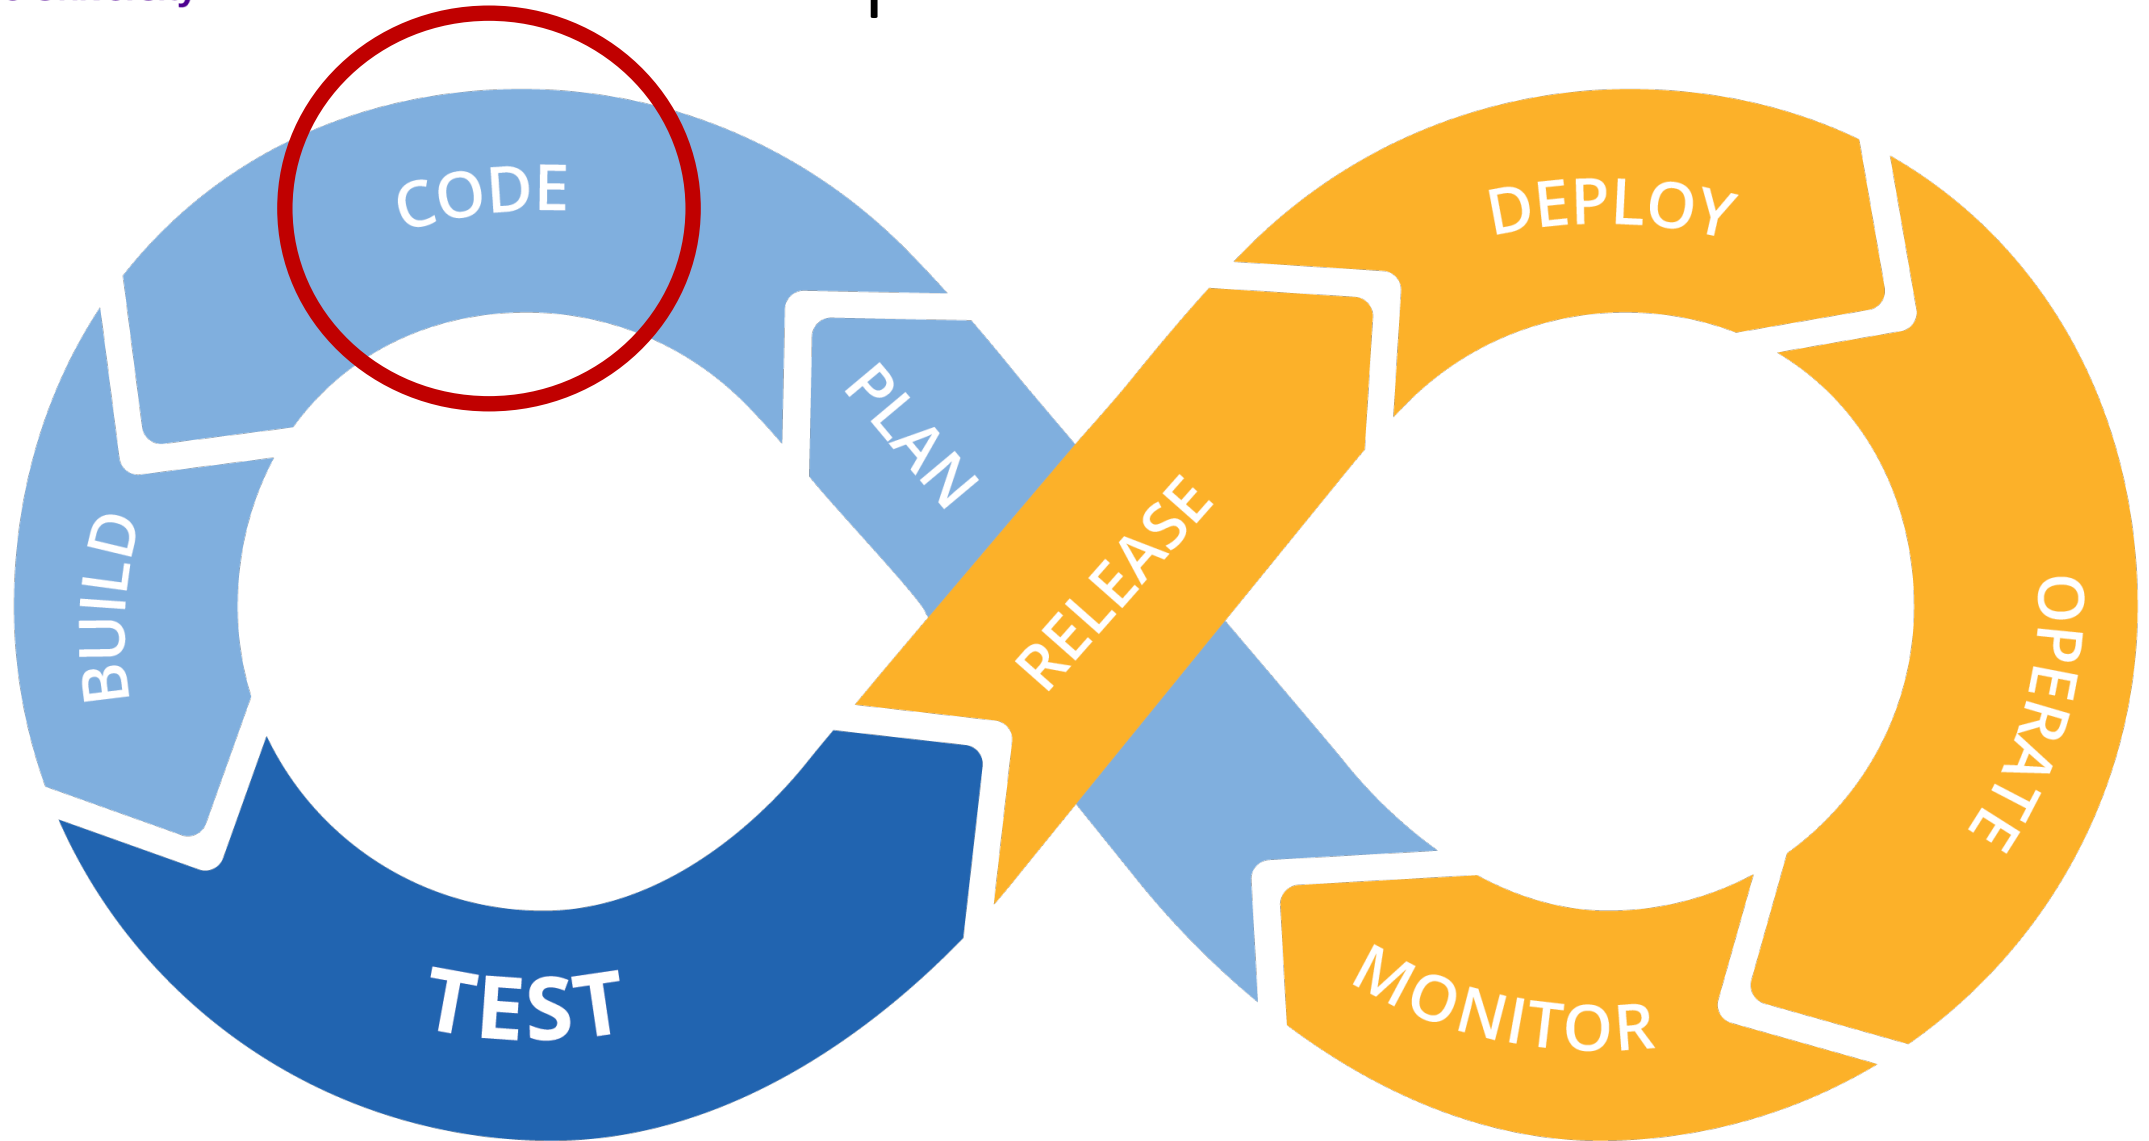 CODE
DEPLOY
PLAN
RELEASE
BUILD
OPERATE
TEST
MONITOR